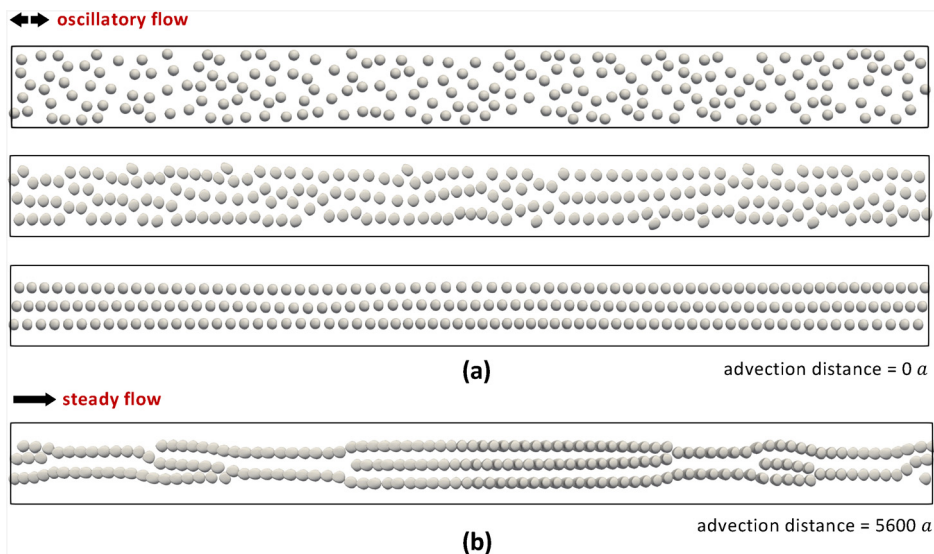 oscillatory flow
(a)
advection distance = 0 a
steady flow
advection distance = 5600 a
(b)